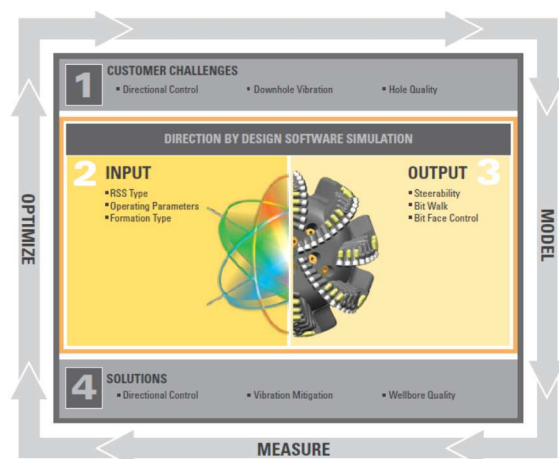 1 CUSTOMER CHALLENGES
▪ Directional Control ▪ Downhole Vibration ▪ Hole Quality
DIRECTION BY DESIGN SOFTWARE SIMULATION
2 INPUT
▪ RSS Type
▪ Operating Parameters
▪ Formation Type
OUTPUT 3
▪ Steerability
▪ Bit Walk
▪ Bit Face Control
4 SOLUTIONS
▪ Directional Control ▪ Vibration Mitigation ▪ Wellbore Quality
OPTIMIZE
MODEL
MEASURE